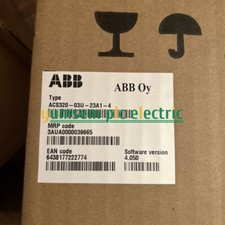 ABB
ABB Oy
Type
ACS320-03U-23A1-4
MRP code
3AUA0000039665
EAN code
6438177222774
Software version
4.050